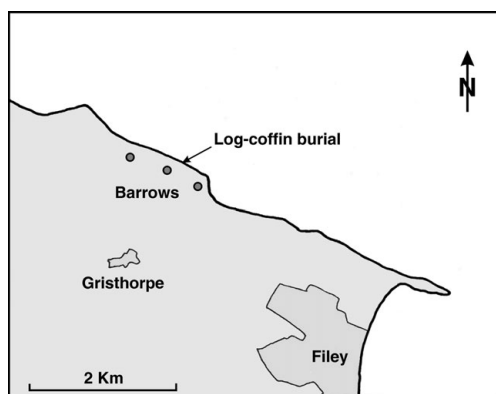 N
Log-coffin burial
Barrows
Gristhorpe
Filey
2 Km